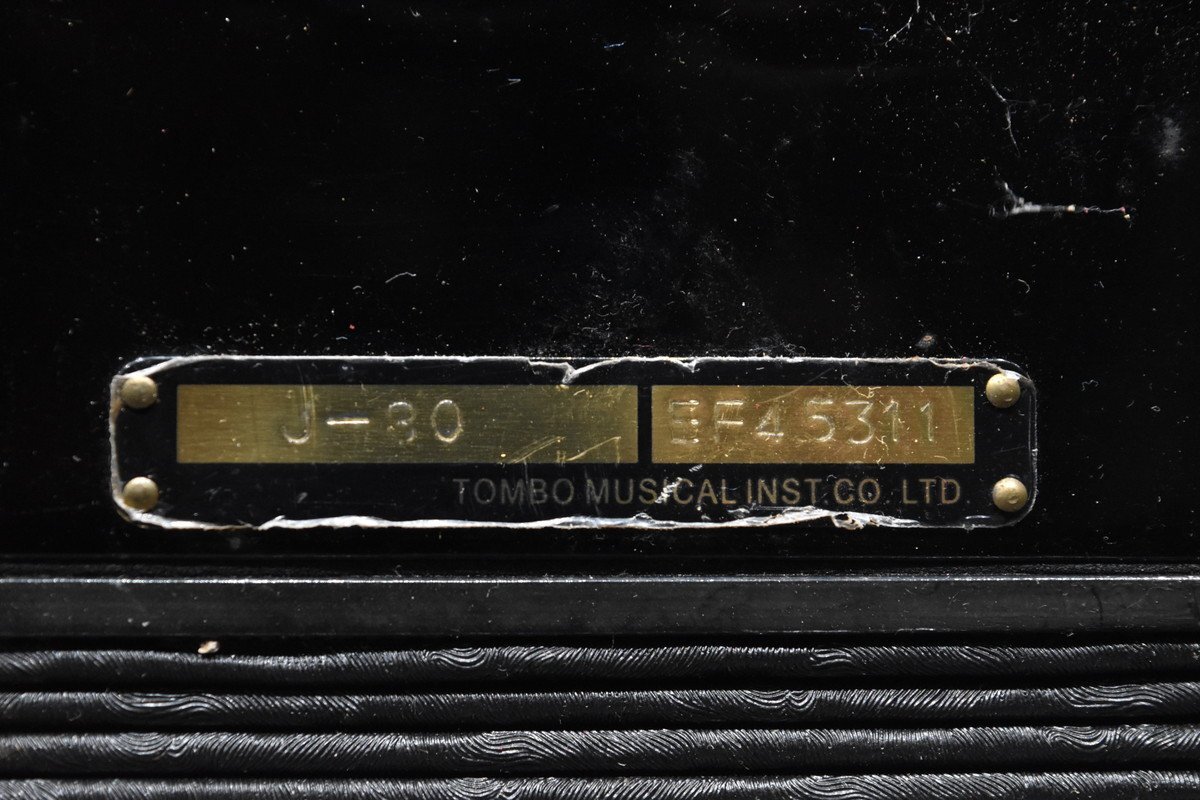 J-30 EF45311
TOMBO MUSICAL INST CO LTD